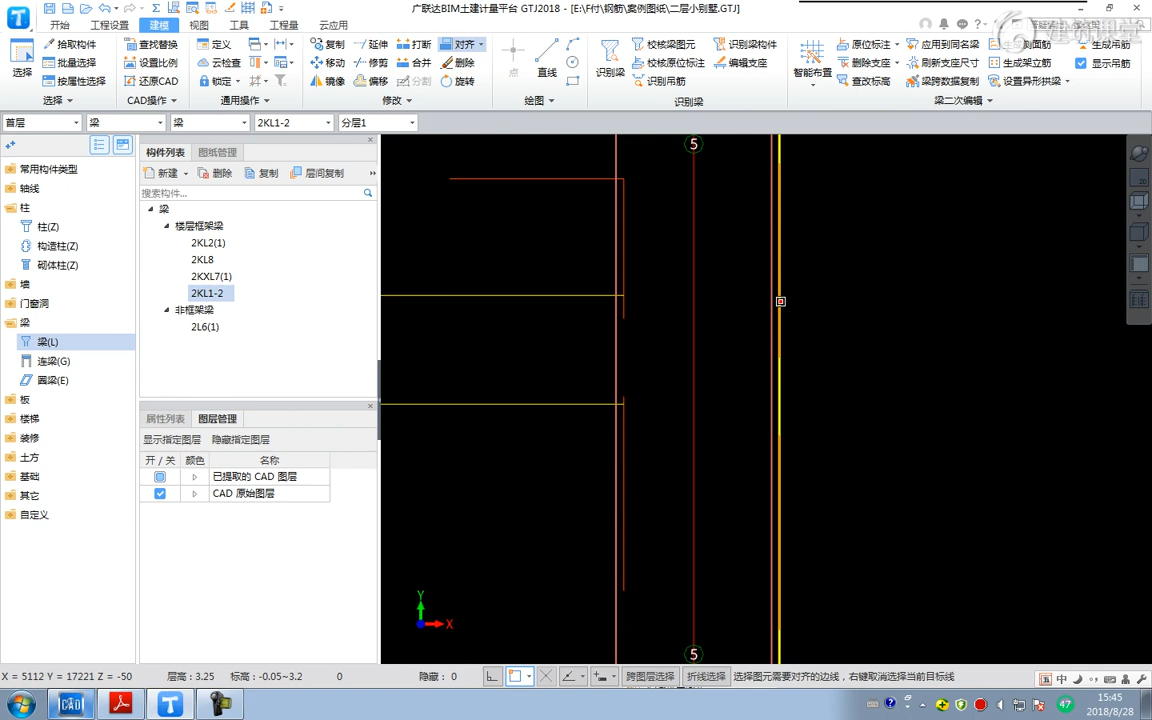 广联达BIM土建计量平台 GTJ2018 - [E:\F付\钢筋\案例图纸\二层小别墅.GTJ]
开始 工程设置 建模 视图 工具 工程量 云应用
选择 拾取构件 批量选择 按属性选择 选择
查找替换 设置比例 还原CAD CAD操作
定义 云检查 锁定 通用操作
复制 延伸 打断 对齐
移动 修剪 合并 删除
镜像 偏移 分割 旋转
修改
点 直线 绘图
识别梁 校核梁图元 校核原位标注 识别吊筋 识别梁构件 编辑支座 识别梁
智能布置 原位标注 删除支座 查改标高 应用到同名梁 刷新支座尺寸 梁跨数据复制 生成架立筋 设置异形拱梁 生成吊筋 显示吊筋 梁二次编辑
首层 梁 梁 2KL1-2 分层1
常用构件类型
轴线
柱
柱(Z)
构造柱(Z)
砌体柱(Z)
墙
门窗洞
梁
梁(L)
连梁(G)
圈梁(E)
板
楼梯
装修
土方
基础
其它
自定义
构件列表 图纸管理
新建 删除 复制 层间复制 »
搜索构件...
梁
楼层框架梁
2KL2(1)
2KL8
2KXL7(1)
2KL1-2
非框架梁
2L6(1)
属性列表 图层管理
显示指定图层 隐藏指定图层
开 / 关 颜色 名称
已提取的 CAD 图层
CAD 原始图层
5
5
Y
X
2D
X = 5112 Y = 17221 Z = -50 层高: 3.25 标高: -0.05~3.2 0 隐藏: 0 跨图层选择 折线选择 选择图元需要对齐的边线，右键取消选择当前目标线
五 中
CAD T 47 15:45
2018/8/28